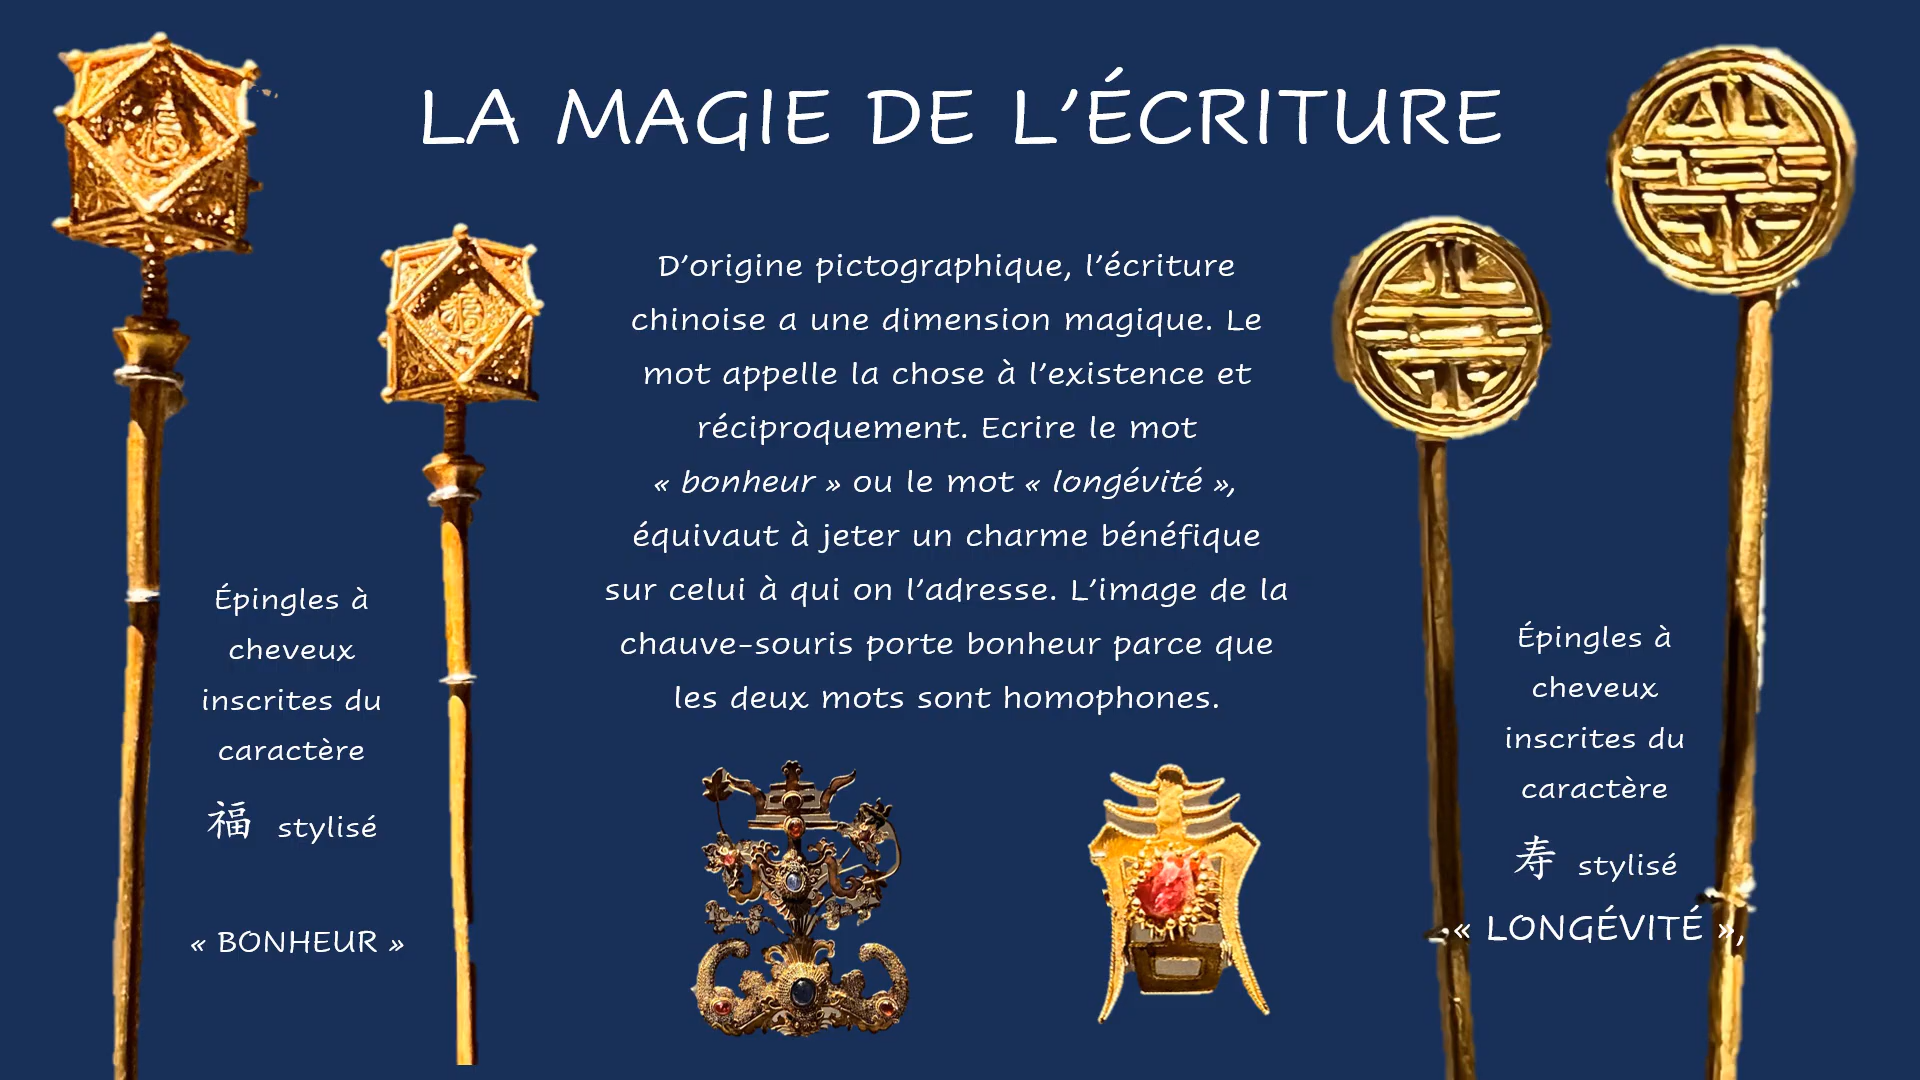 LA MAGIE DE L’ÉCRITURE
D’origine pictographique, l’écriture
chinoise a une dimension magique. Le
mot appelle la chose à l’existence et
réciproquement. Ecrire le mot
« bonheur » ou le mot « longévité »,
équivaut à jeter un charme bénéfique
sur celui à qui on l’adresse. L’image de la
chauve-souris porte bonheur parce que
les deux mots sont homophones.
Épingles à
cheveux
inscrites du
caractère
福 stylisé
« BONHEUR »
Épingles à
cheveux
inscrites du
caractère
寿 stylisé
« LONGÉVITÉ »,